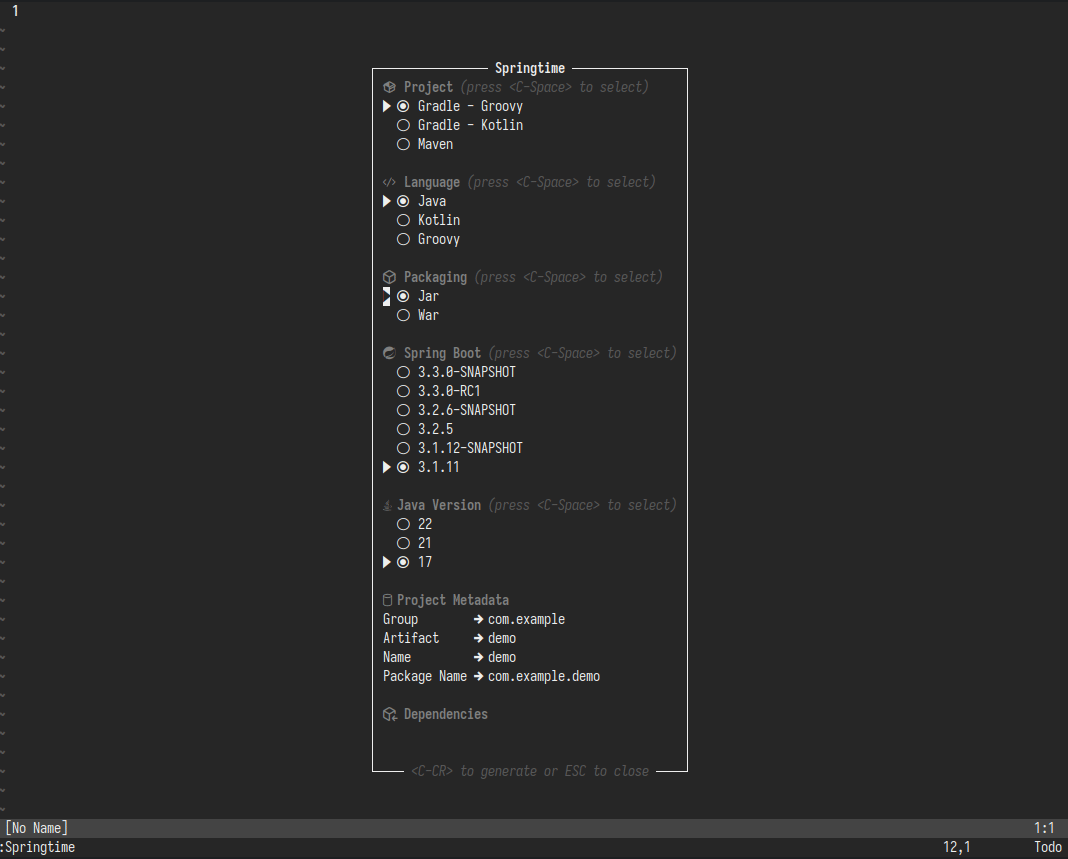 1
Springtime
Project (press <C-Space> to select)
Gradle - Groovy
Gradle - Kotlin
Maven
Language (press <C-Space> to select)
Java
Kotlin
Groovy
Packaging (press <C-Space> to select)
Jar
War
Spring Boot (press <C-Space> to select)
3.3.0-SNAPSHOT
3.3.0-RC1
3.2.6-SNAPSHOT
3.2.5
3.1.12-SNAPSHOT
3.1.11
Java Version (press <C-Space> to select)
22
21
17
Project Metadata
Group → com.example
Artifact → demo
Name → demo
Package Name → com.example.demo
Dependencies
<C-CR> to generate or ESC to close
[No Name] 1:1
:Springtime 12,1 Todo